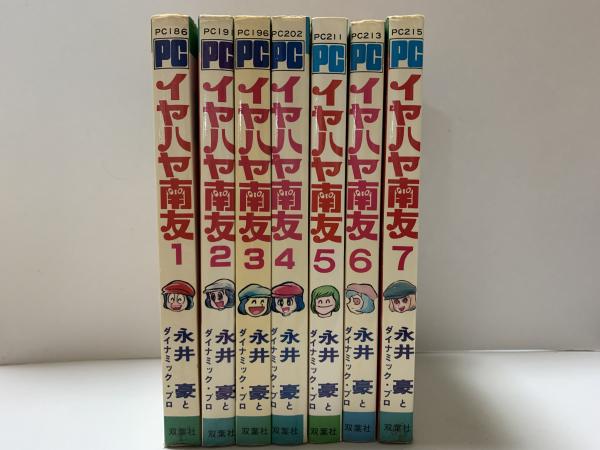 PC186
PC
イヤハヤ南友
1
永井豪と
ダイナミック・プロ
双葉社
PC191
PC
イヤハヤ南友
2
永井豪と
ダイナミック・プロ
双葉社
PC196
PC
イヤハヤ南友
3
永井豪と
ダイナミック・プロ
双葉社
PC202
PC
イヤハヤ南友
4
永井豪と
ダイナミック・プロ
双葉社
PC211
PC
イヤハヤ南友
5
永井豪と
ダイナミック・プロ
双葉社
PC213
PC
イヤハヤ南友
6
永井豪と
ダイナミック・プロ
双葉社
PC215
PC
イヤハヤ南友
7
永井豪と
ダイナミック・プロ
双葉社